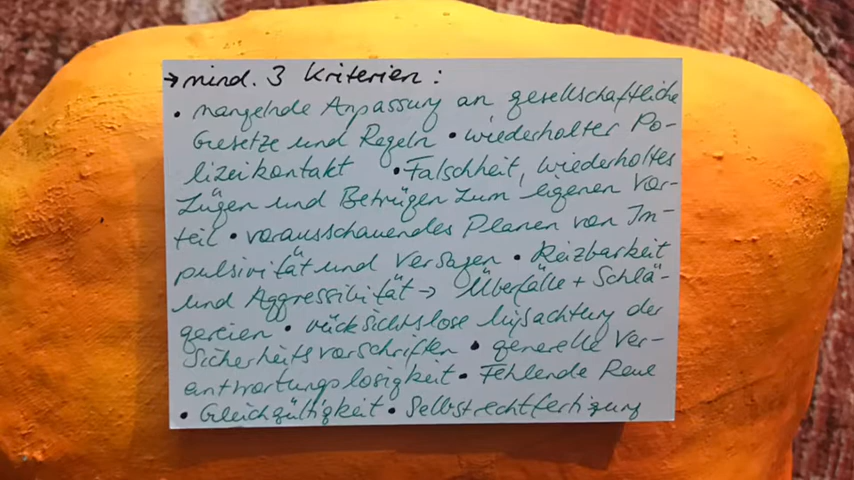 → mind. 3 Kriterien:
• mangelnde Anpassung an gesellschaftliche
Gesetze und Regeln • wiederholter Po-
lizeikontakt • Falschheit, wiederholtes
Lügen und Betrügen zum eigenen Vor-
teil • vorausschauendes Planen von Im-
pulsivität und Versagen • Reizbarkeit
und Aggressibilität → Überfälle + Schlä-
gereien • rücksichtslose Missachtung der
Sicherheitsvorschriften • generelle Ver-
antwortungslosigkeit • Fehlende Reue
• Gleichgültigkeit • Selbstrechtfertigung